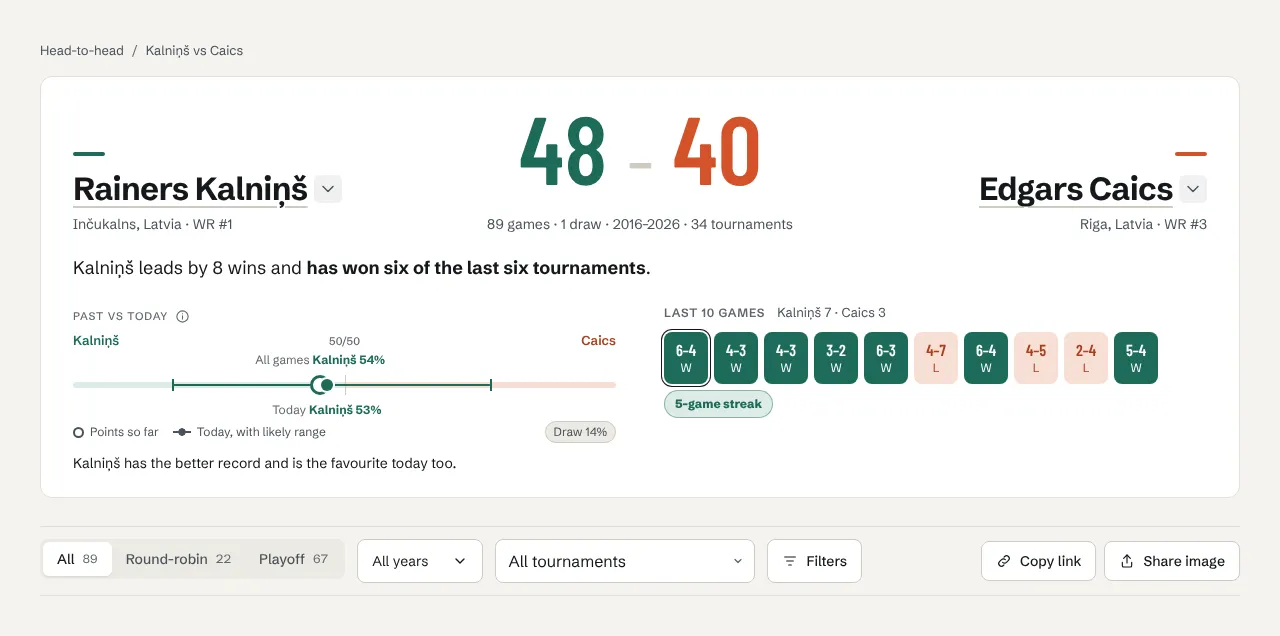 Head-to-head / Kalniņš vs Caics
48 – 40
Rainers Kalniņš
Edgars Caics
Inčukalns, Latvia · WR #1
89 games · 1 draw · 2016-2026 · 34 tournaments
Riga, Latvia · WR #3
Kalniņš leads by 8 wins and has won six of the last six tournaments.
PAST VS TODAY
Kalniņš
50/50
Caics
All games Kalniņš 54%
Today Kalniņš 53%
Points so far
Today, with likely range
Draw 14%
Kalniņš has the better record and is the favourite today too.
LAST 10 GAMES Kalniņš 7 · Caics 3
6-4 4-3 4-3 3-2 6-3 4-7 6-4 4-5 2-4 5-4
W W W W W L W L L W
5-game streak
All 89 Round-robin 22 Playoff 67 All years All tournaments Filters Copy link Share image